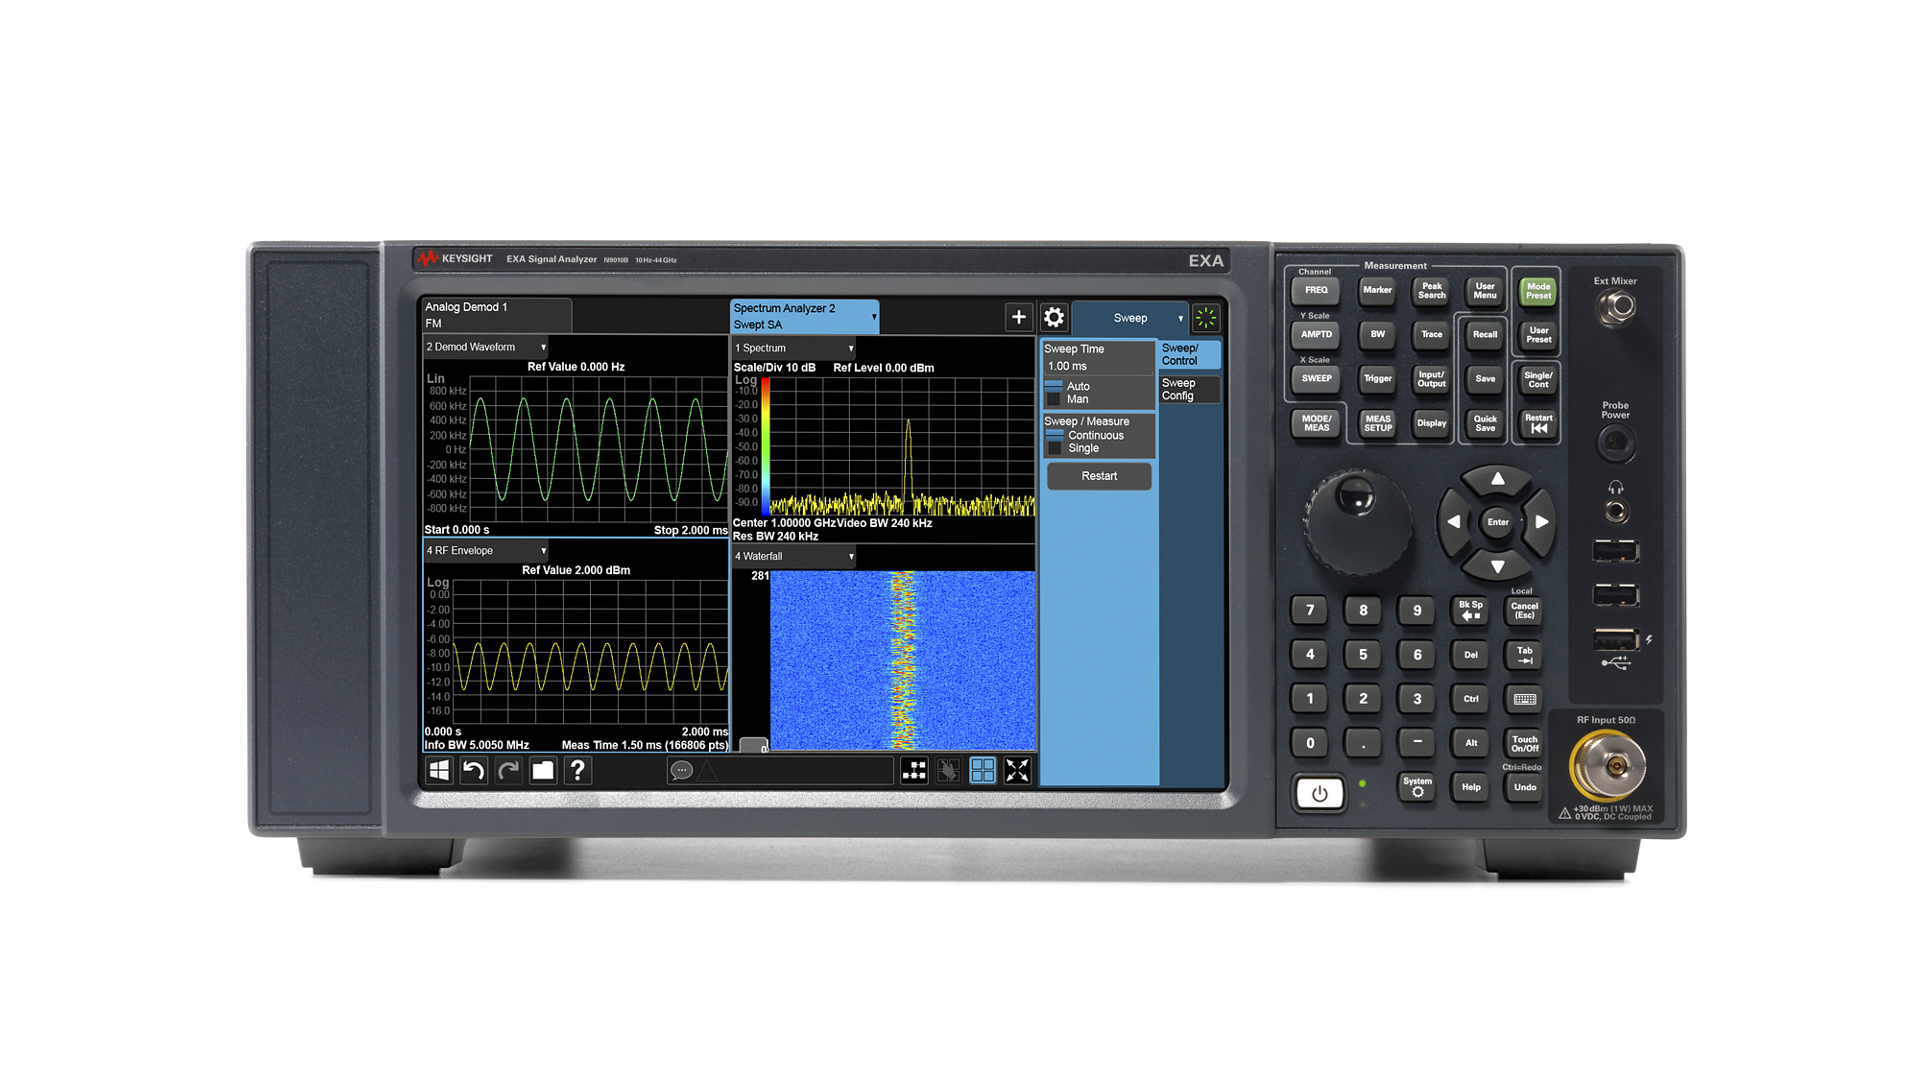 KEYSIGHT EXA Signal Analyzer N9010B 10 Hz-44 GHz
EXA
Analog Demod 1
FM
Spectrum Analyzer 2
Swept SA
+
Sweep
2 Demod Waveform
Ref Value 0.000 Hz
Lin
800 kHz
600 kHz
400 kHz
200 kHz
0 Hz
-200 kHz
-400 kHz
-600 kHz
-800 kHz
Start 0.000 s
Stop 2.000 ms
1 Spectrum
Scale/Div 10 dB Ref Level 0.00 dBm
Log
-10.0
-20.0
-30.0
-40.0
-50.0
-60.0
-70.0
-80.0
-90.0
Center 1.00000 GHz Video BW 240 kHz
Res BW 240 kHz
4 RF Envelope
Ref Value 2.000 dBm
Log
0.00
-2.00
-4.00
-6.00
-8.00
-10.0
-12.0
-14.0
-16.0
0.000 s
2.000 ms
Info BW 5.0050 MHz Meas Time 1.50 ms (166806 pts)
4 Waterfall
281
0
Sweep Time
1.00 ms
Auto
Man
Sweep / Measure
Continuous
Single
Restart
Sweep/
Control
Sweep
Config
?
Measurement
Channel
FREQ
Marker
Peak
Search
User
Menu
Mode
Preset
Y Scale
AMPTD
BW
Trace
Recall
User
Preset
X Scale
SWEEP
Trigger
Input/
Output
Save
Single/
Cont
MODE/
MEAS
MEAS
SETUP
Display
Quick
Save
Restart
Enter
Local
7
8
9
Bk Sp
Cancel
(Esc)
4
5
6
Del
Tab
1
2
3
Ctrl
0
.
−
Alt
Touch
On/Off
Ctrl=Redo
System
Help
Undo
Ext Mixer
Probe
Power
RF Input 50Ω
+30 dBm (1 W) MAX
0 VDC, DC Coupled